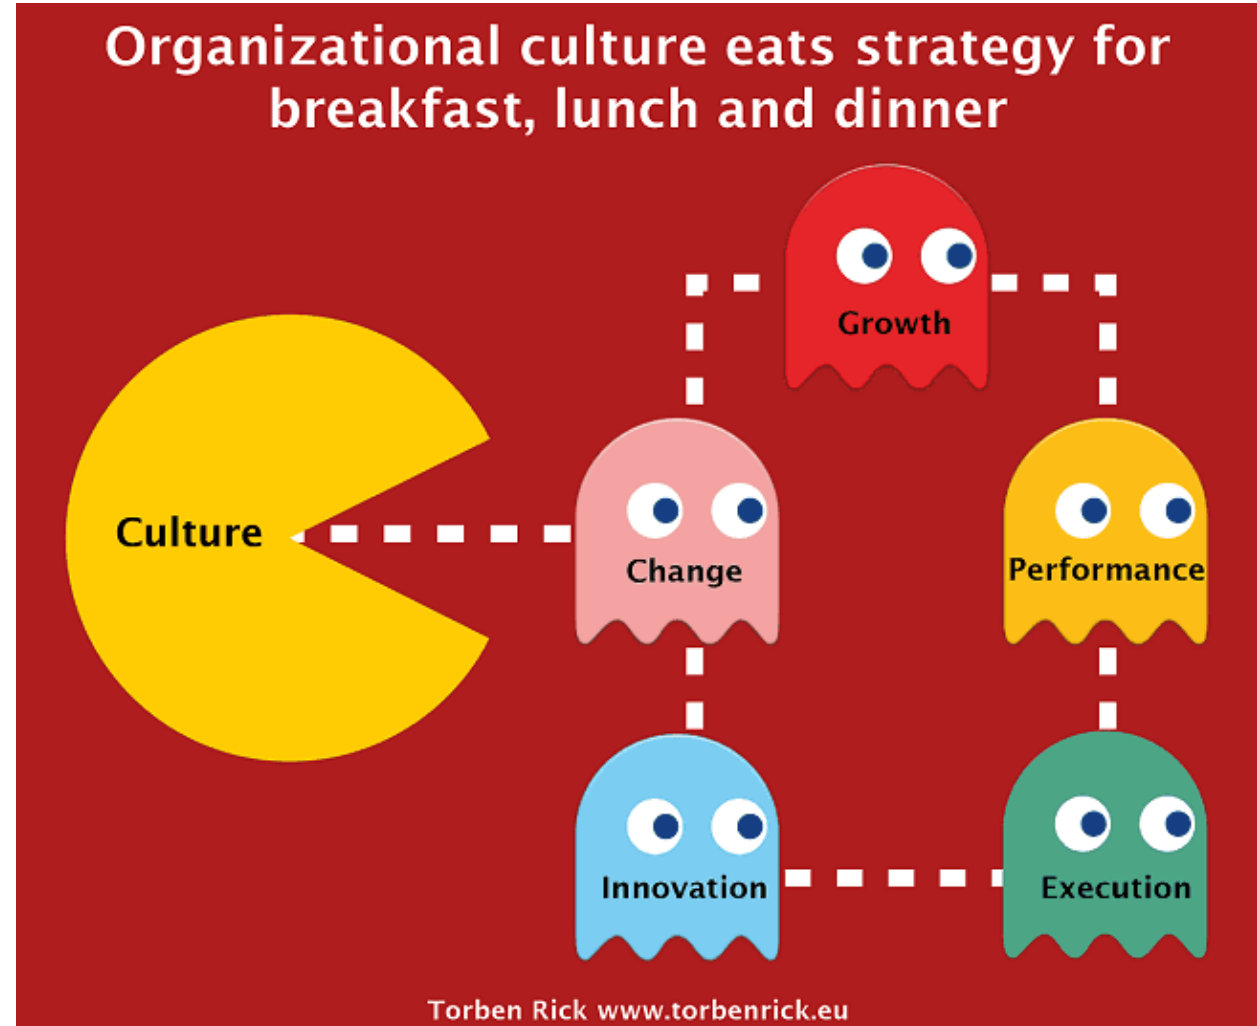 Organizational culture eats strategy for
breakfast, lunch and dinner
Growth
Culture
Change
Performance
Innovation
Execution
Torben Rick www.torbenrick.eu